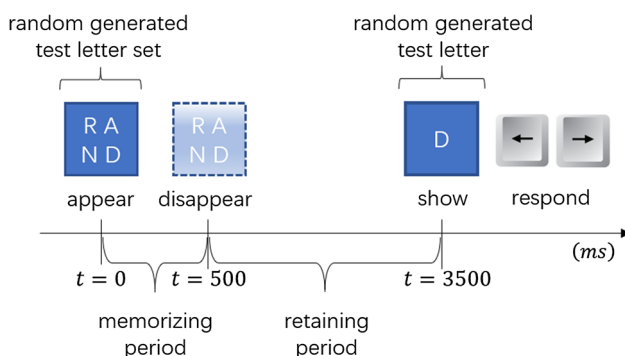 random generated
test letter set
random generated
test letter
R A
N D
R A
N D
D
← →
appear
disappear
show
respond
(ms)
t = 0
t = 500
t = 3500
memorizing
period
retaining
period